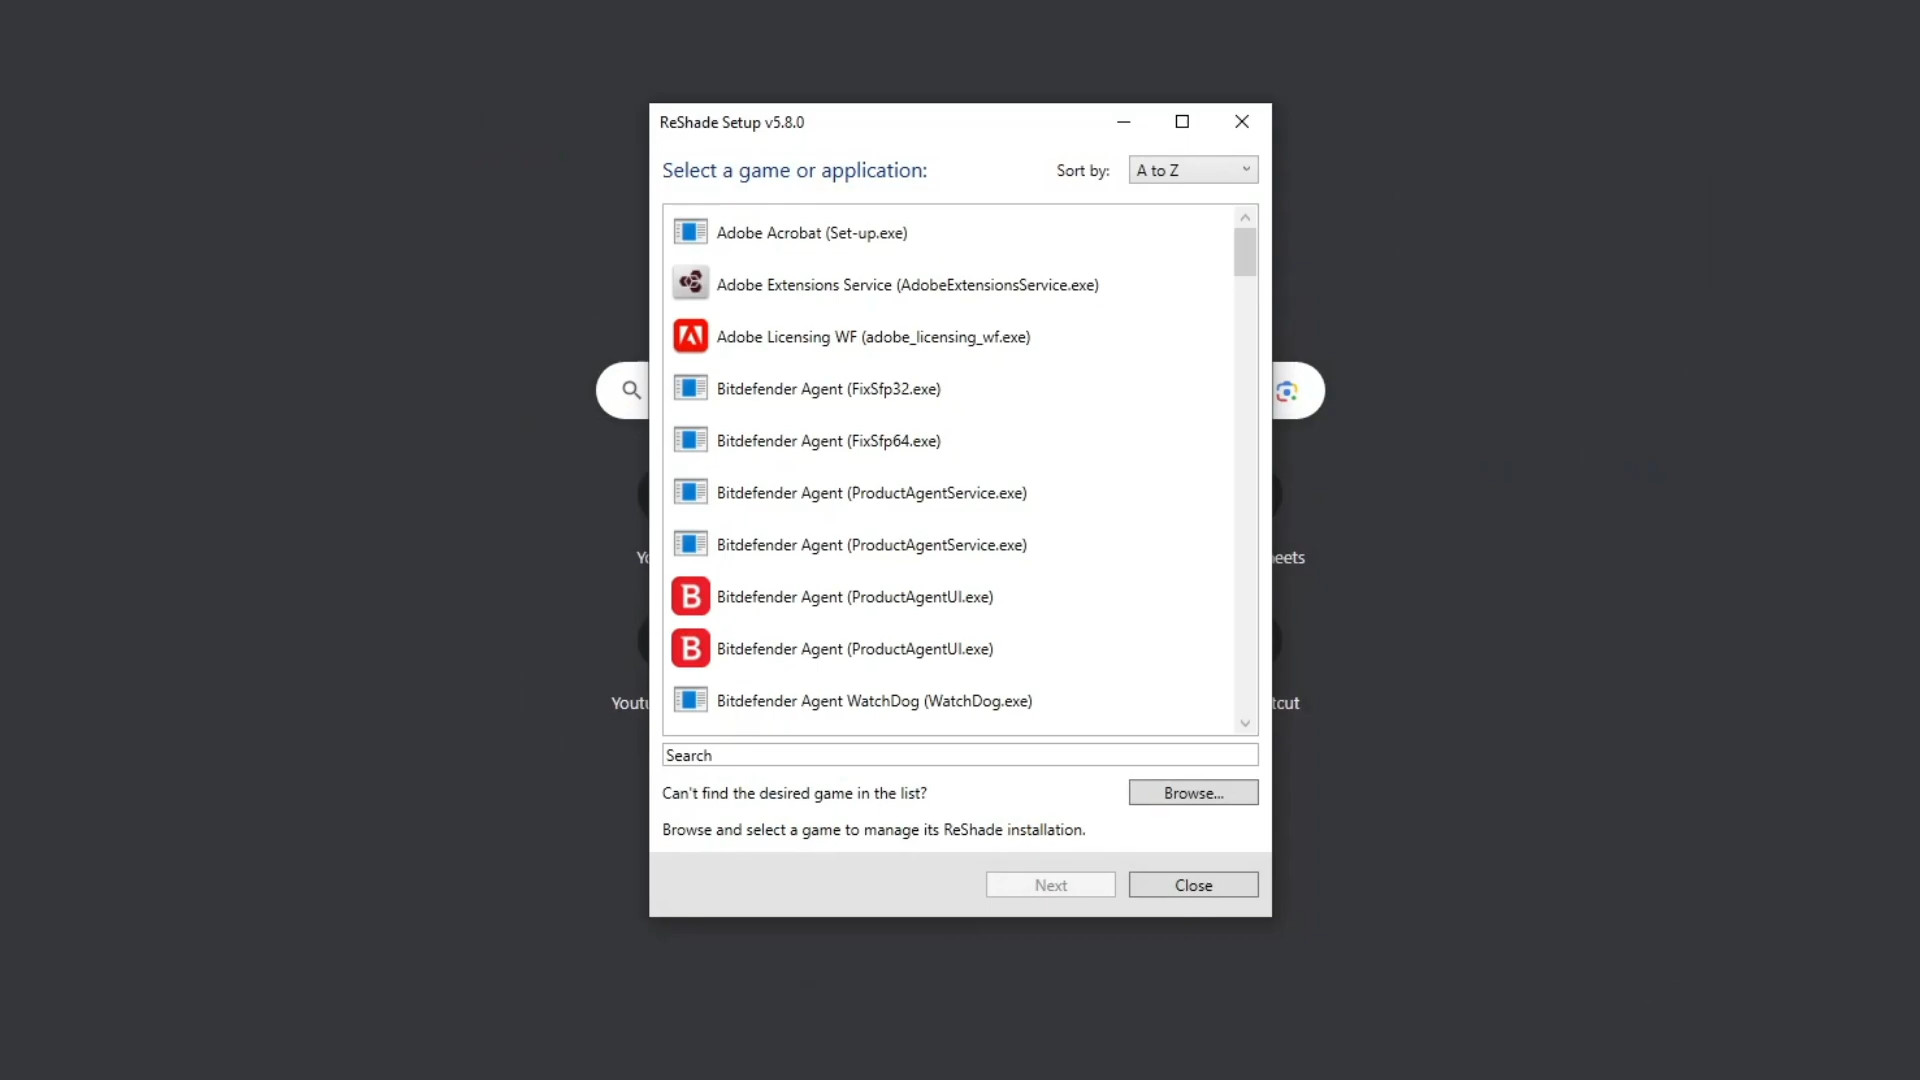 ReShade Setup v5.8.0
Select a game or application:
Sort by:
A to Z
Adobe Acrobat (Set-up.exe)
Adobe Extensions Service (AdobeExtensionsService.exe)
Adobe Licensing WF (adobe_licensing_wf.exe)
Bitdefender Agent (FixSfp32.exe)
Bitdefender Agent (FixSfp64.exe)
Bitdefender Agent (ProductAgentService.exe)
Bitdefender Agent (ProductAgentService.exe)
B Bitdefender Agent (ProductAgentUI.exe)
B Bitdefender Agent (ProductAgentUI.exe)
Bitdefender Agent WatchDog (WatchDog.exe)
Search
Can't find the desired game in the list?
Browse...
Browse and select a game to manage its ReShade installation.
Next
Close